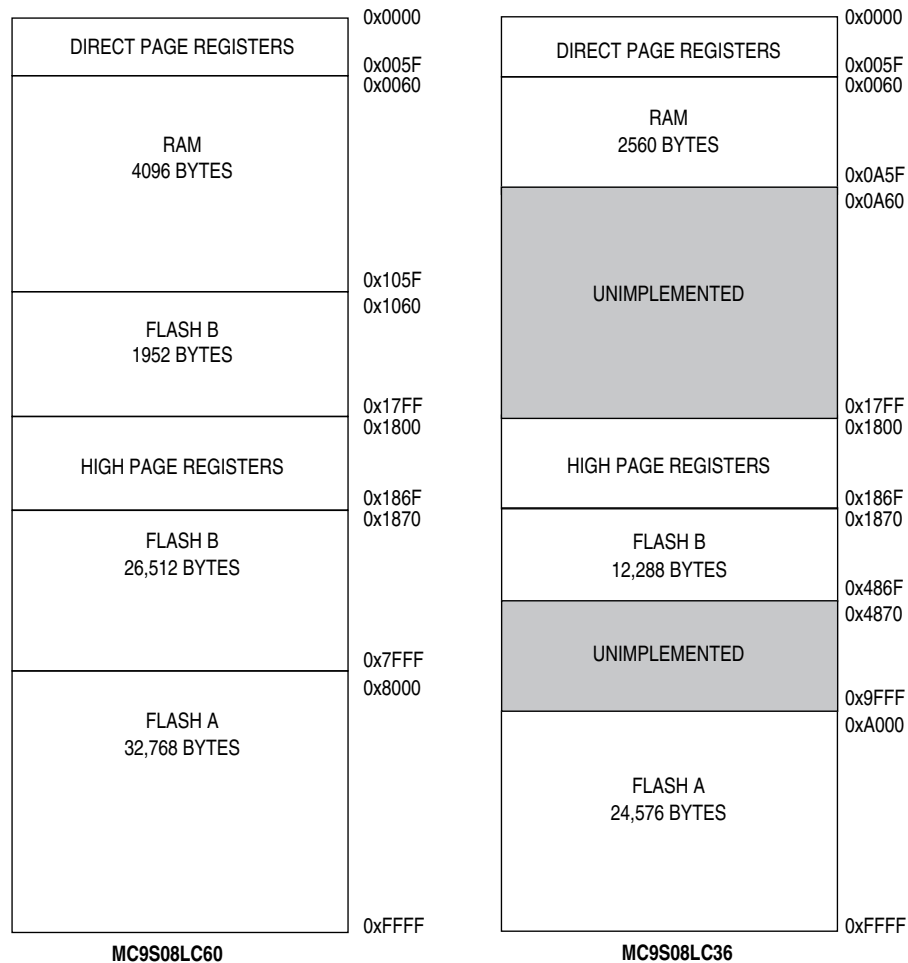 0x0000
DIRECT PAGE REGISTERS
0x005F
0x0060
RAM
4096 BYTES
0x105F
0x1060
FLASH B
1952 BYTES
0x17FF
0x1800
HIGH PAGE REGISTERS
0x186F
0x1870
FLASH B
26,512 BYTES
0x7FFF
0x8000
FLASH A
32,768 BYTES
0xFFFF
MC9S08LC60
0x0000
DIRECT PAGE REGISTERS
0x005F
0x0060
RAM
2560 BYTES
0x0A5F
0x0A60
UNIMPLEMENTED
0x17FF
0x1800
HIGH PAGE REGISTERS
0x186F
0x1870
FLASH B
12,288 BYTES
0x486F
0x4870
UNIMPLEMENTED
0x9FFF
0xA000
FLASH A
24,576 BYTES
0xFFFF
MC9S08LC36